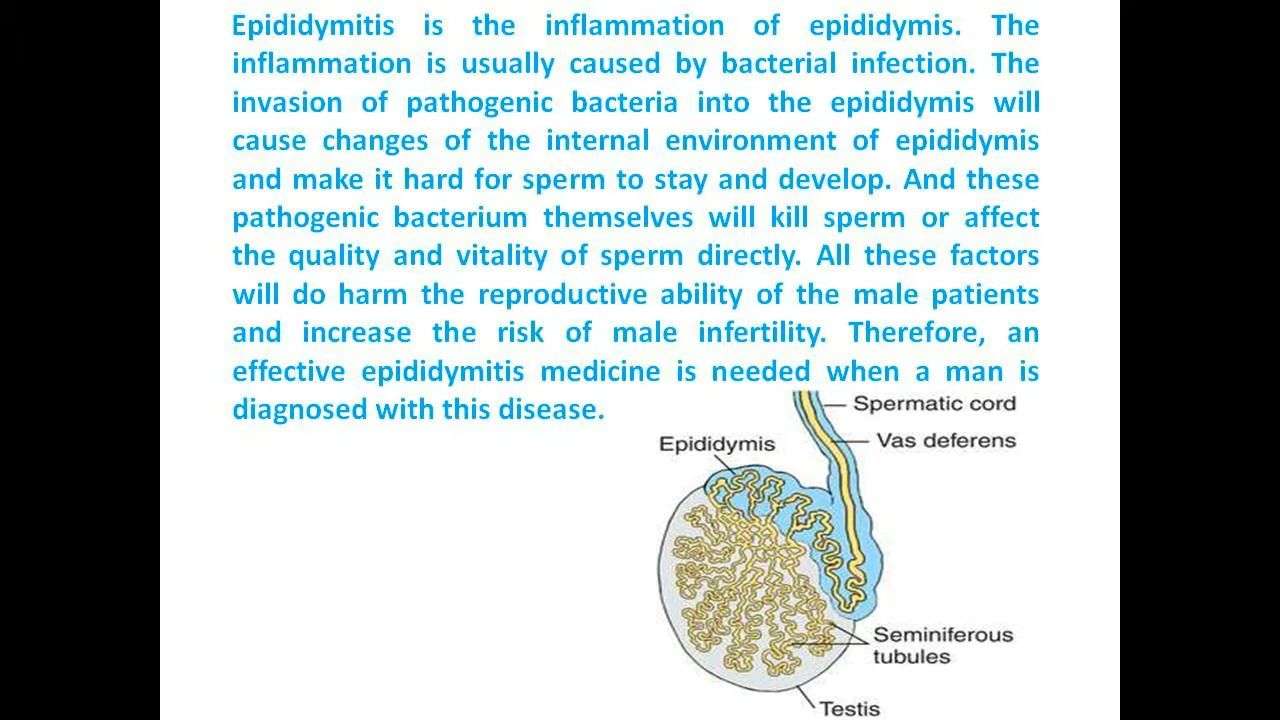 Epididymitis is the inflammation of epididymis. The
inflammation is usually caused by bacterial infection. The
invasion of pathogenic bacteria into the epididymis will
cause changes of the internal environment of epididymis
and make it hard for sperm to stay and develop. And these
pathogenic bacterium themselves will kill sperm or affect
the quality and vitality of sperm directly. All these factors
will do harm the reproductive ability of the male patients
and increase the risk of male infertility. Therefore, an
effective epididymitis medicine is needed when a man is
diagnosed with this disease.
Spermatic cord
Vas deferens
Epididymis
Seminiferous
tubules
Testis